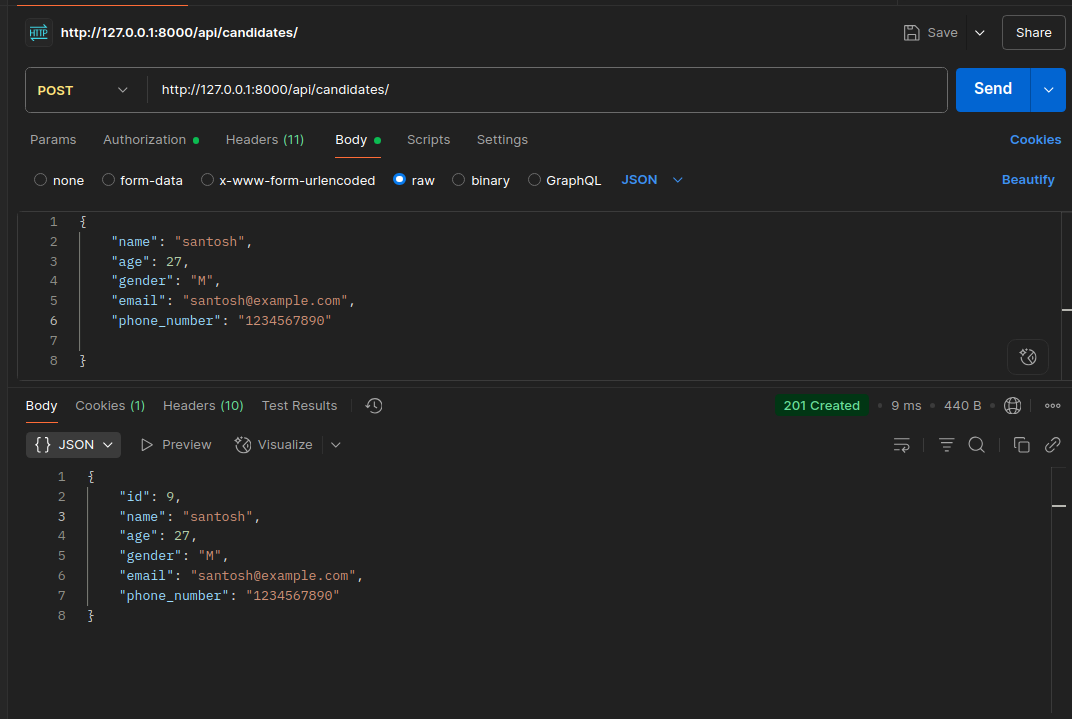 HTTP http://127.0.0.1:8000/api/candidates/ Save Share
POST http://127.0.0.1:8000/api/candidates/ Send
Params Authorization Headers (11) Body Scripts Settings Cookies
none form-data x-www-form-urlencoded raw binary GraphQL JSON Beautify
1 {
2 "name": "santosh",
3 "age": 27,
4 "gender": "M",
5 "email": "santosh@example.com",
6 "phone_number": "1234567890"
7
8 }
Body Cookies (1) Headers (10) Test Results 201 Created 9 ms 440 B
{} JSON Preview Visualize
1 {
2 "id": 9,
3 "name": "santosh",
4 "age": 27,
5 "gender": "M",
6 "email": "santosh@example.com",
7 "phone_number": "1234567890"
8 }